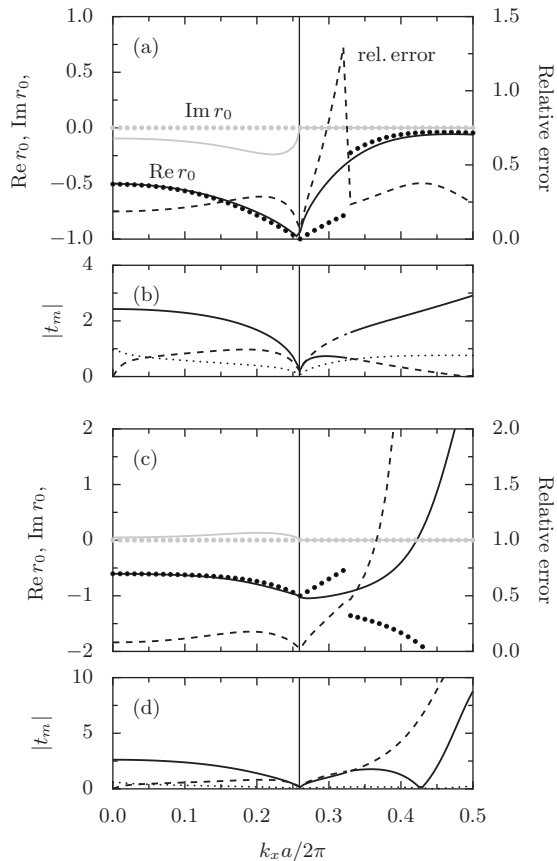 1.0
0.5
0.0
−0.5
−1.0
Re r₀, Im r₀,
(a)
Im r₀
Re r₀
rel. error
1.5
1.0
0.5
0.0
Relative error
4
2
0
|tₘ|
(b)
2
1
0
−1
−2
Re r₀, Im r₀,
(c)
2.0
1.5
1.0
0.5
0.0
Relative error
10
5
0
|tₘ|
(d)
0.0 0.1 0.2 0.3 0.4 0.5
kₓa/2π